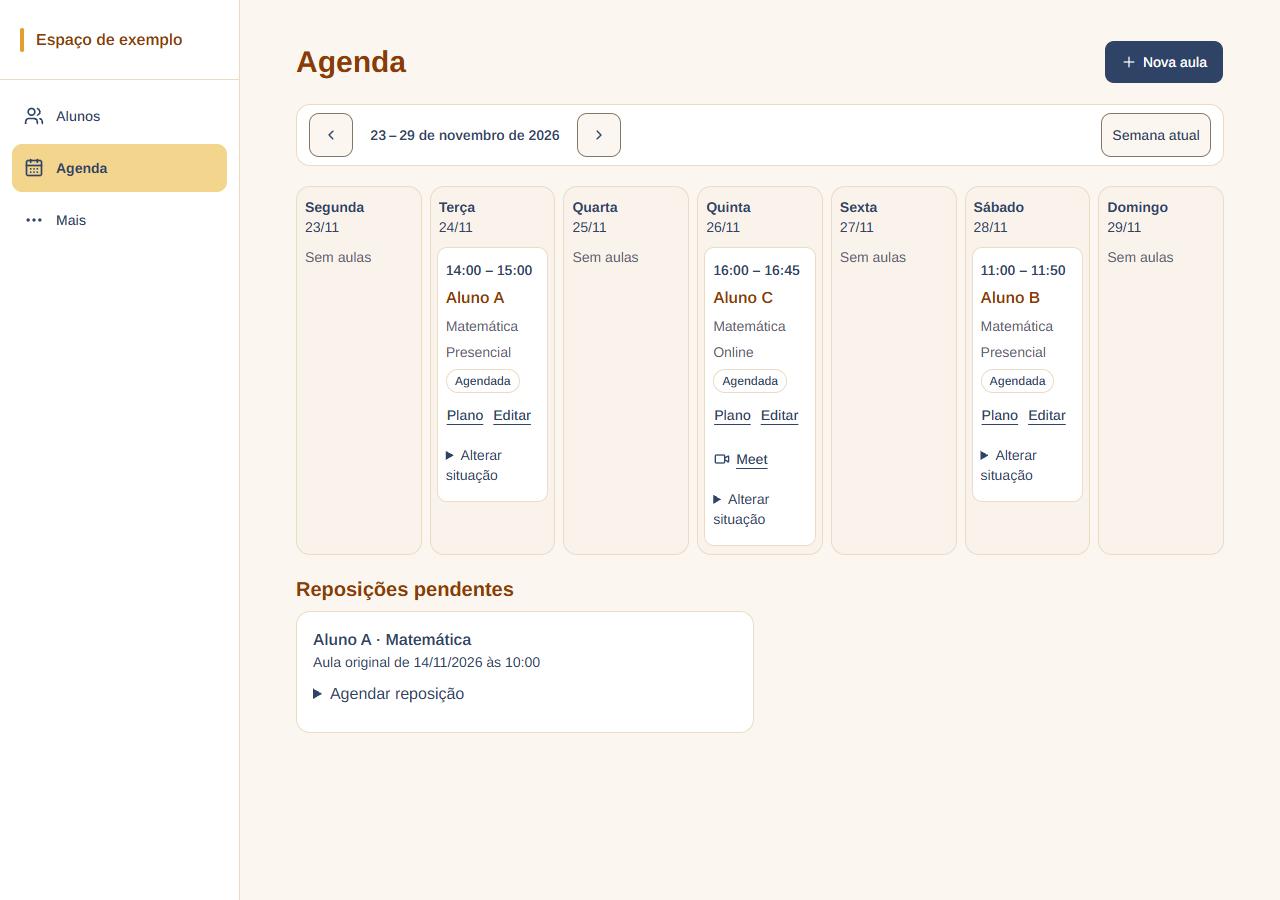 Espaço de exemplo
Alunos
Agenda
Mais
Agenda
Nova aula
23 – 29 de novembro de 2026
Semana atual
Segunda
23/11
Sem aulas
Terça
24/11
14:00 – 15:00
Aluno A
Matemática
Presencial
Agendada
Plano Editar
Alterar
situação
Quarta
25/11
Sem aulas
Quinta
26/11
16:00 – 16:45
Aluno C
Matemática
Online
Agendada
Plano Editar
Meet
Alterar
situação
Sexta
27/11
Sem aulas
Sábado
28/11
11:00 – 11:50
Aluno B
Matemática
Presencial
Agendada
Plano Editar
Alterar
situação
Domingo
29/11
Sem aulas
Reposições pendentes
Aluno A · Matemática
Aula original de 14/11/2026 às 10:00
Agendar reposição